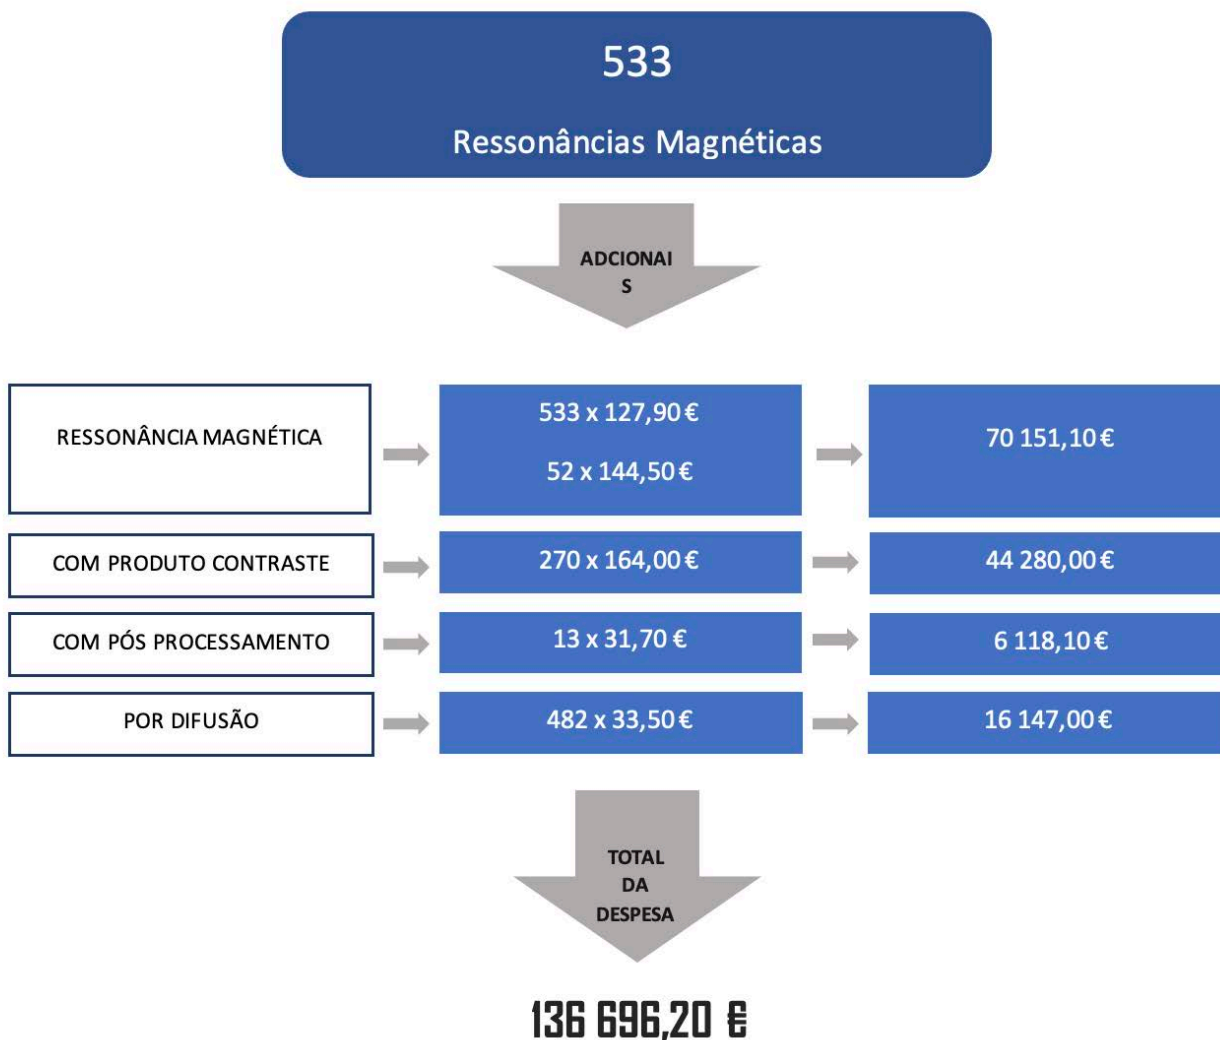 533
Ressonâncias Magnéticas
ADCIONAI
S
RESSONÂNCIA MAGNÉTICA
533 x 127,90 €
52 x 144,50 €
70 151,10 €
COM PRODUTO CONTRASTE
270 x 164,00 €
44 280,00 €
COM PÓS PROCESSAMENTO
13 x 31,70 €
6 118,10 €
POR DIFUSÃO
482 x 33,50 €
16 147,00 €
TOTAL
DA
DESPESA
136 696,20 €